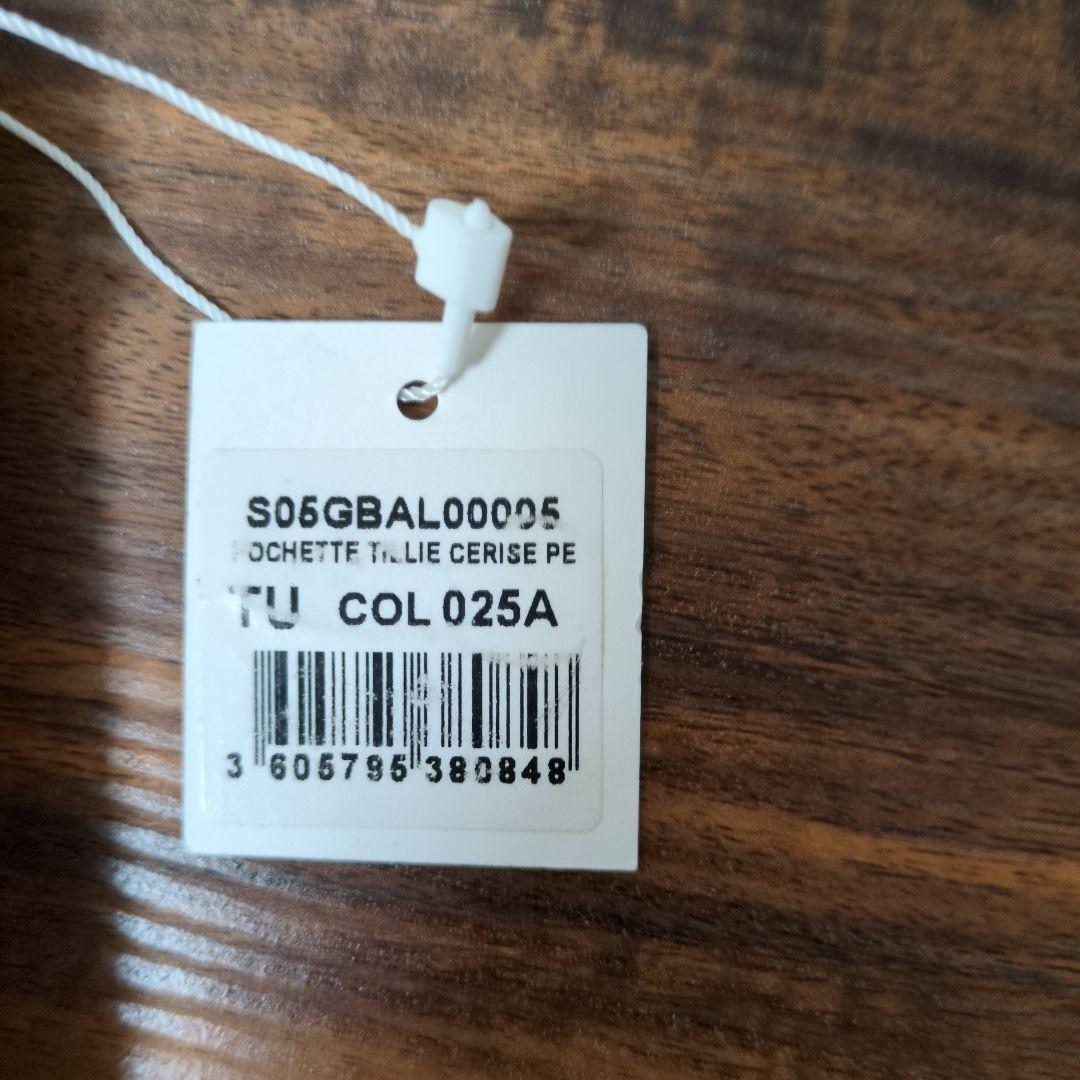 S05GBAL00005
POCHETTE TILLIE CERISE PE
TU COL 025A
3 605795 380848